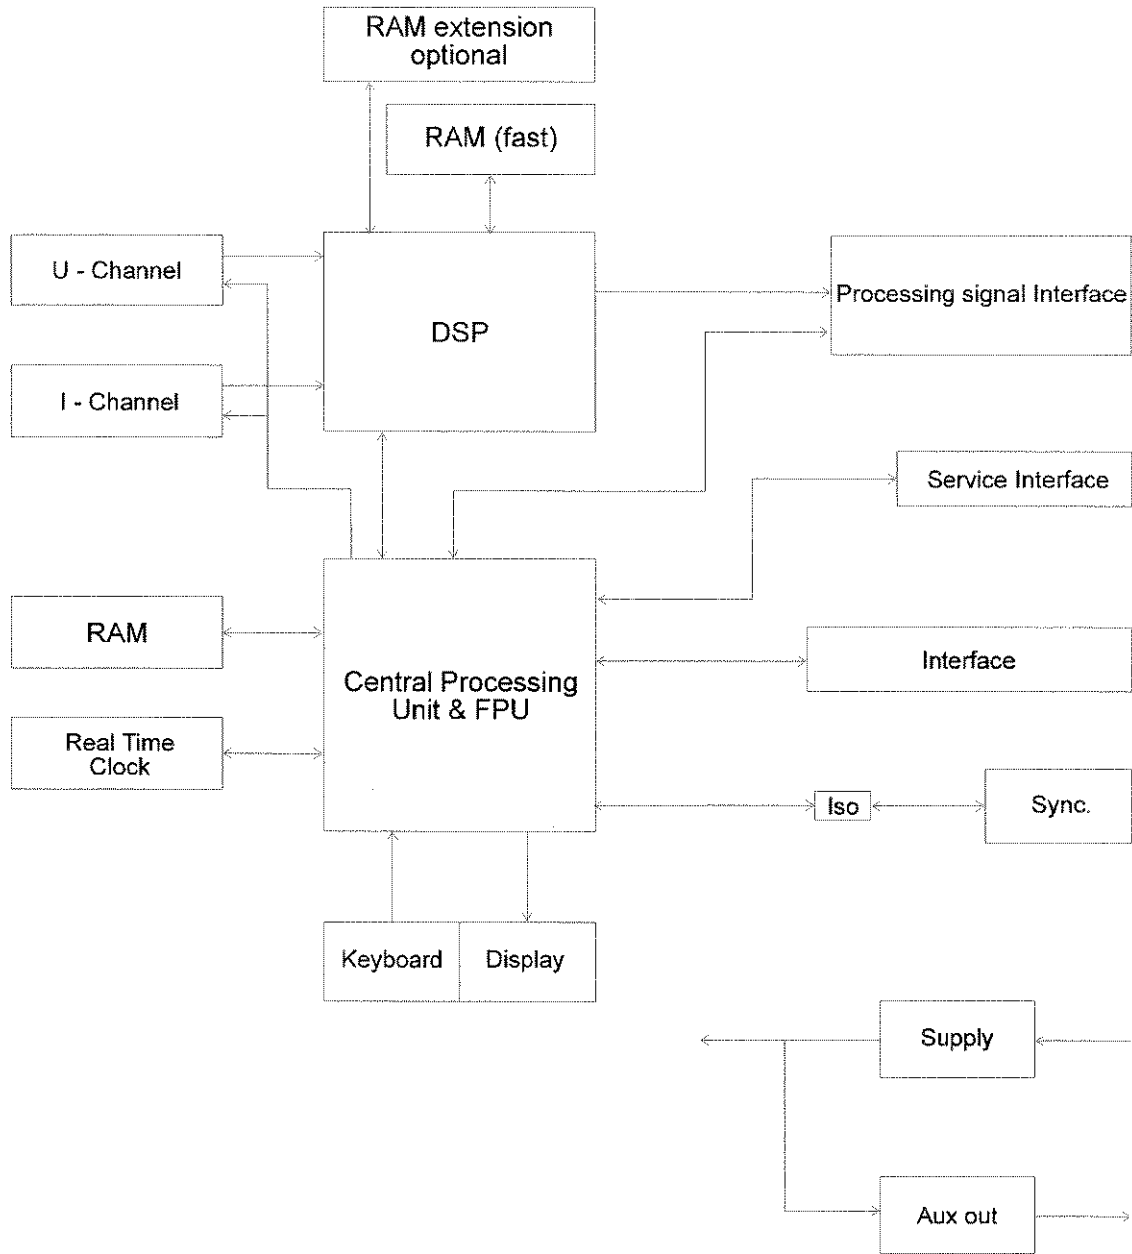 RAM extension
optional
RAM (fast)
U - Channel
DSP
Processing signal Interface
I - Channel
Service Interface
RAM
Central Processing
Unit & FPU
Interface
Real Time
Clock
Iso
Sync.
Keyboard
Display
Supply
Aux out